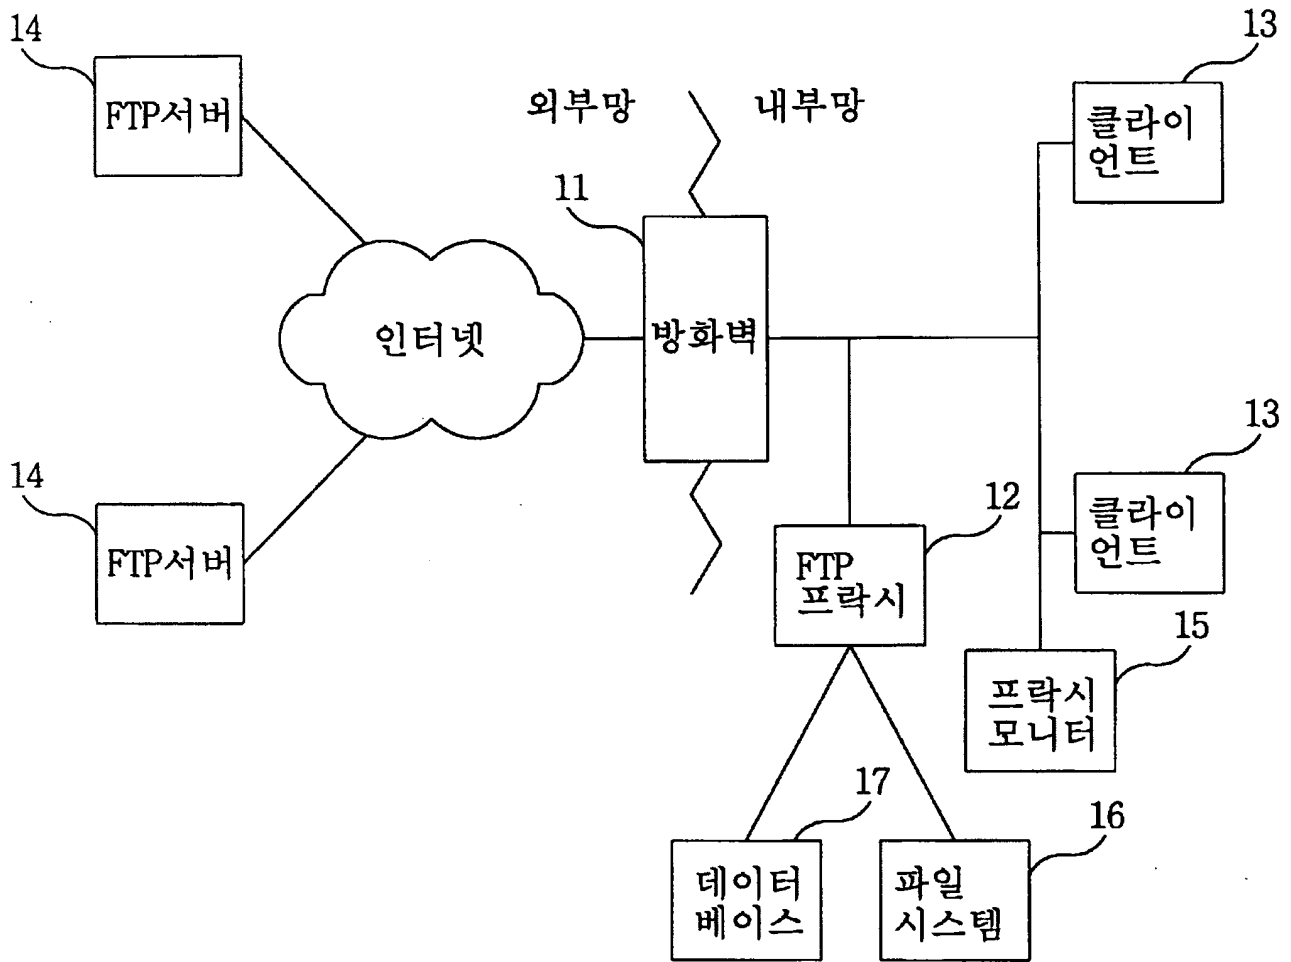 14
13
FTP서버
외부망
내부망
클라이
언트
11
인터넷
방화벽
14
13
12
클라이
언트
FTP서버
FTP
프락시
15
프락시
모니터
17
16
데이터
베이스
파일
시스템